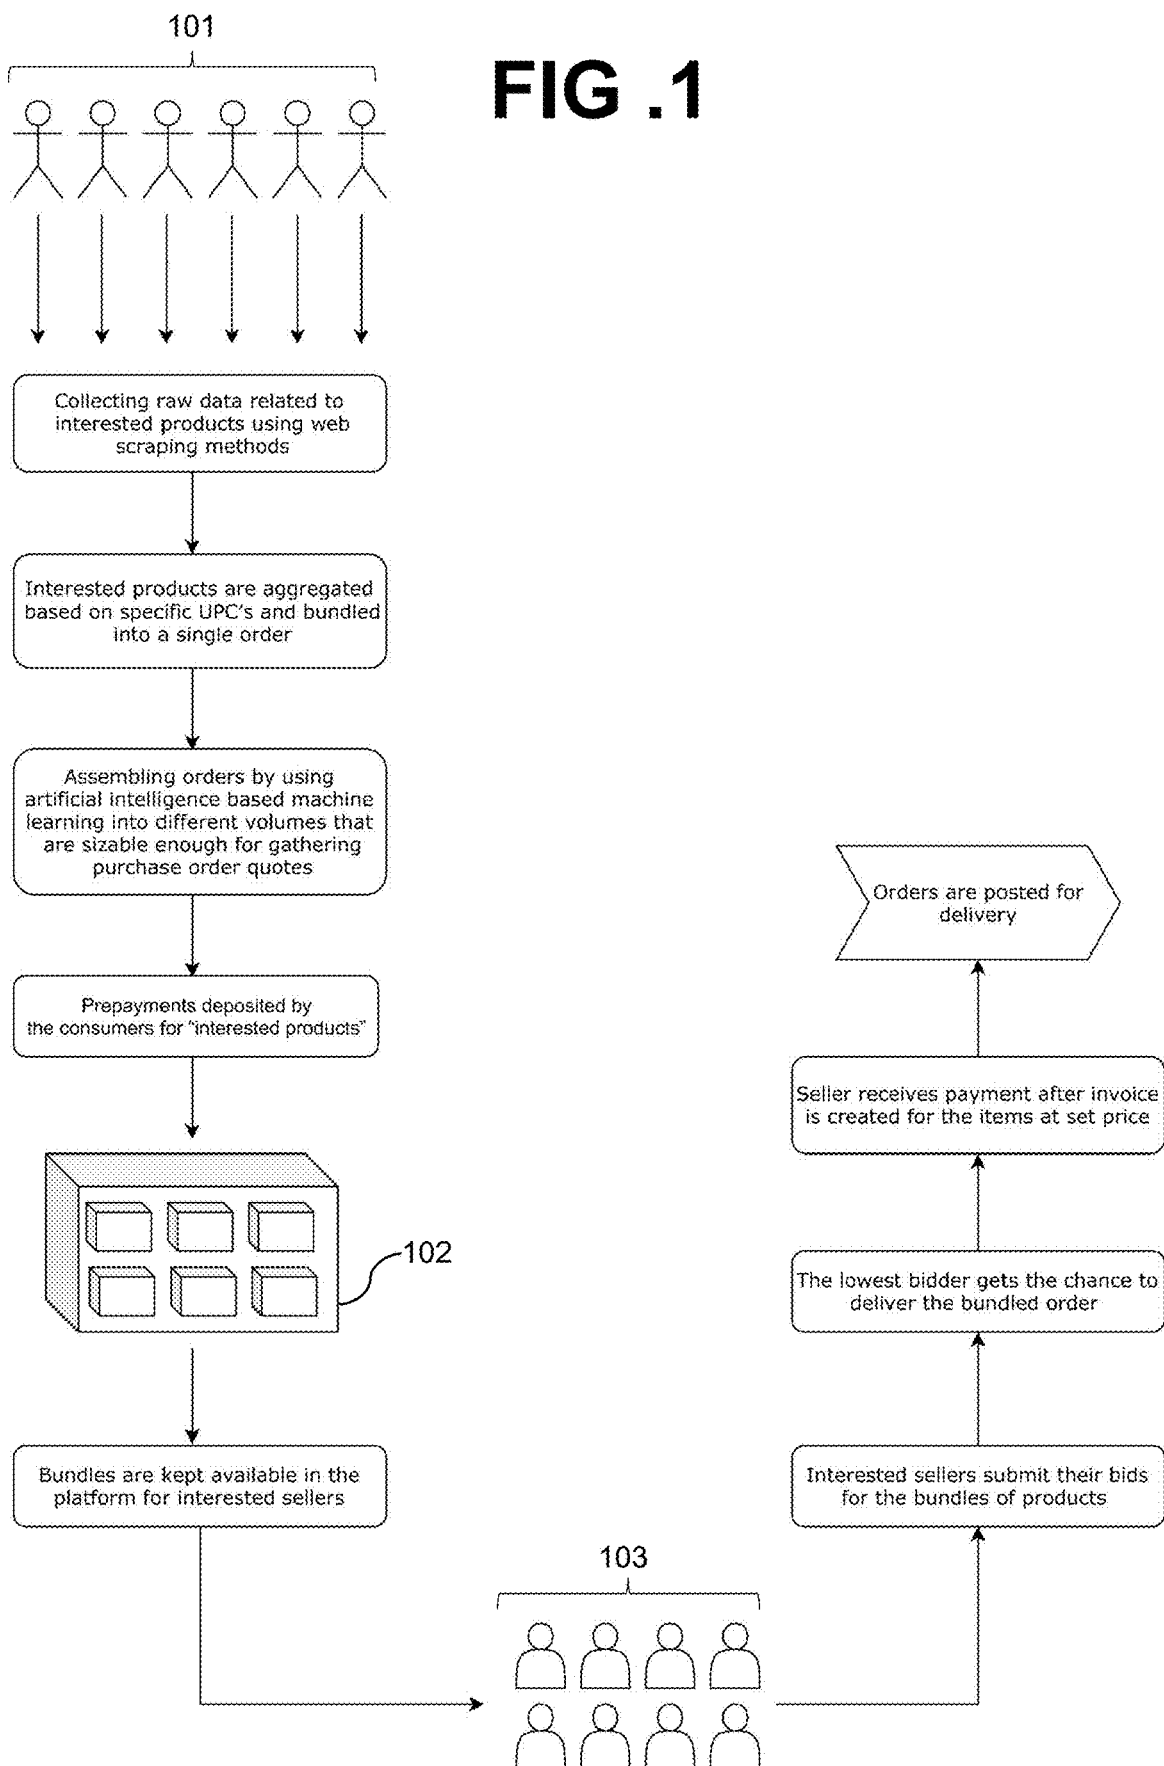 101
FIG .1
Collecting raw data related to
interested products using web
scraping methods
Interested products are aggregated
based on specific UPC's and bundled
into a single order
Assembling orders by using
artificial intelligence based machine
learning into different volumes that
are sizable enough for gathering
purchase order quotes
Prepayments deposited by
the consumers for "interested products"
102
Bundles are kept available in the
platform for interested sellers
103
Interested sellers submit their bids
for the bundles of products
The lowest bidder gets the chance to
deliver the bundled order
Seller receives payment after invoice
is created for the items at set price
Orders are posted for
delivery